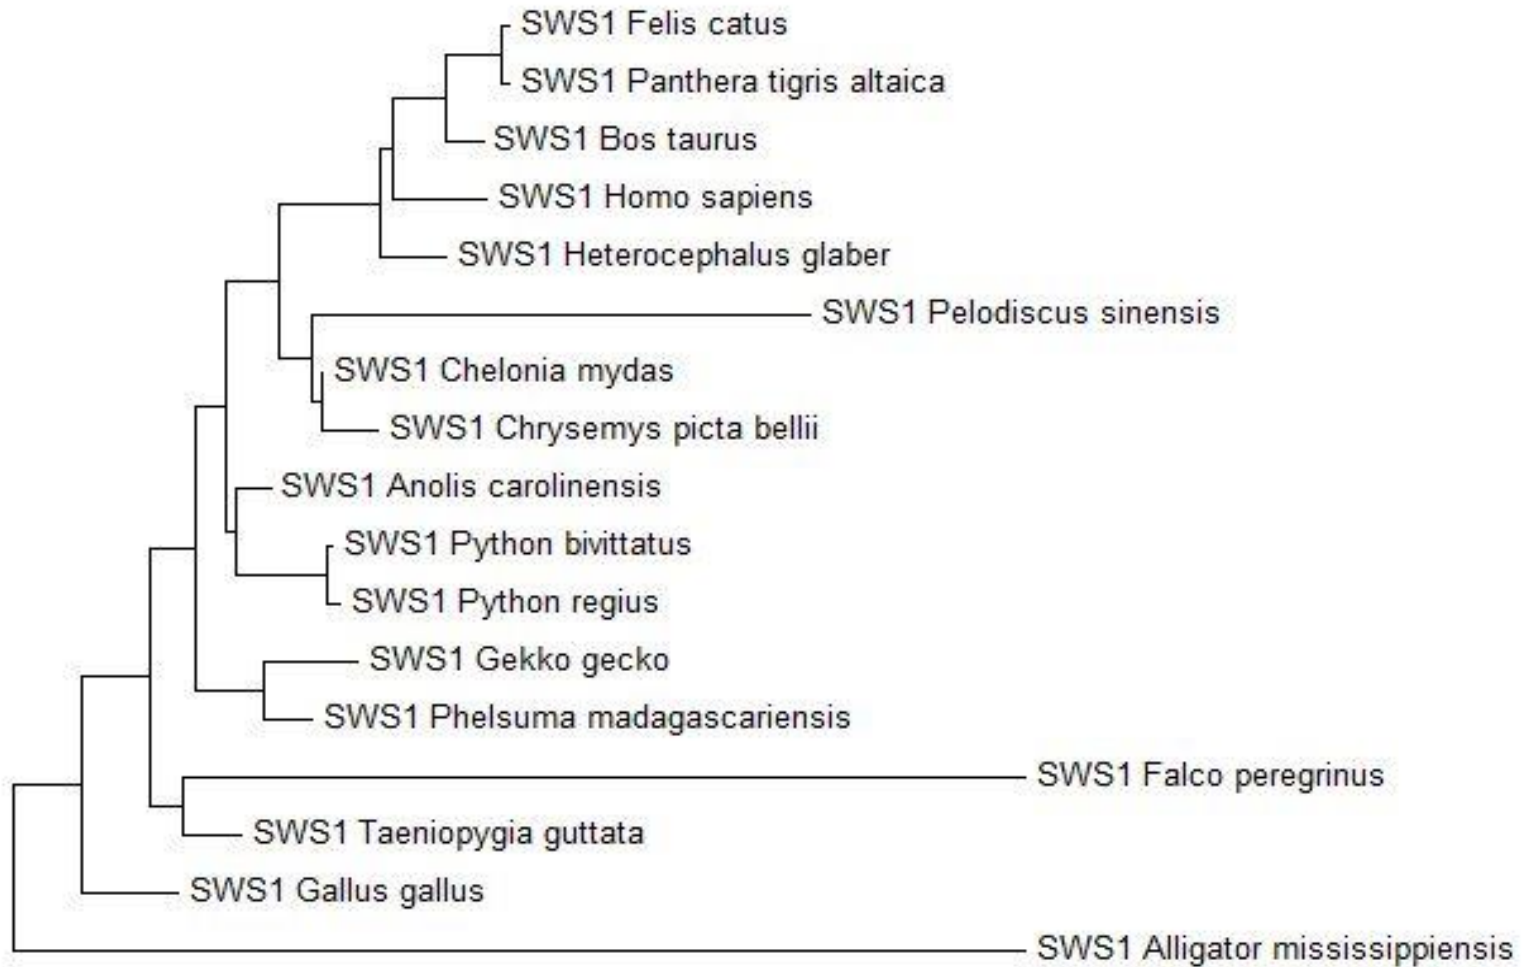 SWS1 Felis catus
SWS1 Panthera tigris altaica
SWS1 Bos taurus
SWS1 Homo sapiens
SWS1 Heterocephalus glaber
SWS1 Pelodiscus sinensis
SWS1 Chelonia mydas
SWS1 Chrysemys picta bellii
SWS1 Anolis carolinensis
SWS1 Python bivittatus
SWS1 Python regius
SWS1 Gekko gecko
SWS1 Phelsuma madagascariensis
SWS1 Falco peregrinus
SWS1 Taeniopygia guttata
SWS1 Gallus gallus
SWS1 Alligator mississippiensis